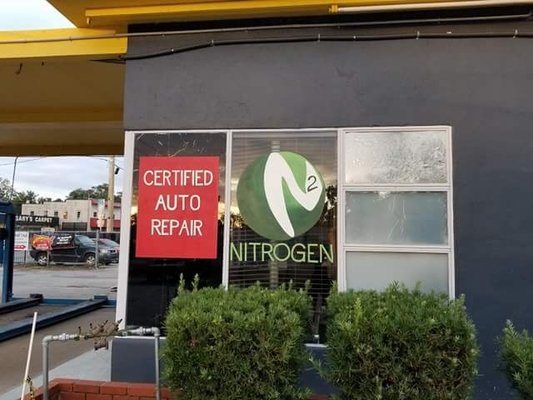 CERTIFIED
AUTO
REPAIR
N2
NITROGEN
GARY'S CARPET